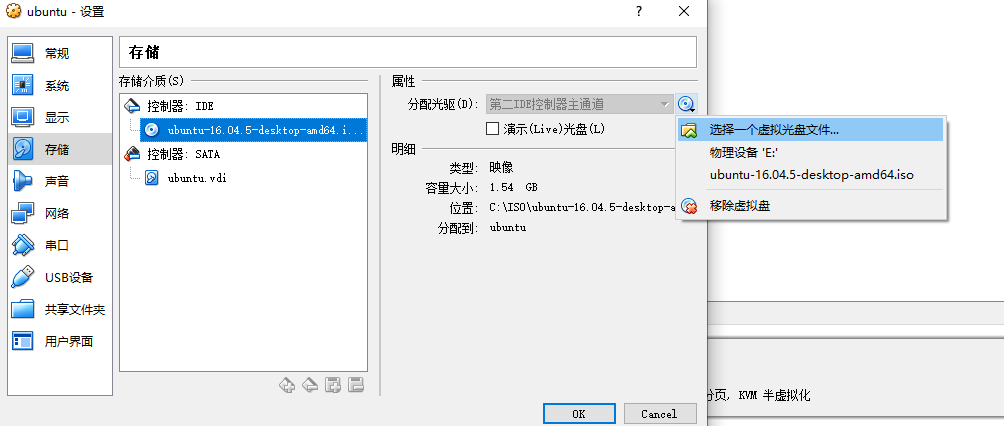 ubuntu - 设置
?
常规
系统
显示
存储
声音
网络
串口
USB设备
共享文件夹
用户界面
存储
存储介质(S)
控制器: IDE
ubuntu-16.04.5-desktop-amd64.i...
控制器: SATA
ubuntu.vdi
属性
分配光驱(D): 第二IDE控制器主通道
演示(Live)光盘(L)
明细
类型: 映像
容量大小: 1.54 GB
位置: C:\ISO\ubuntu-16.04.5-desktop-a
分配到: ubuntu
选择一个虚拟光盘文件...
物理设备 'E:'
ubuntu-16.04.5-desktop-amd64.iso
移除虚拟盘
分页, KVM 半虚拟化
OK
Cancel